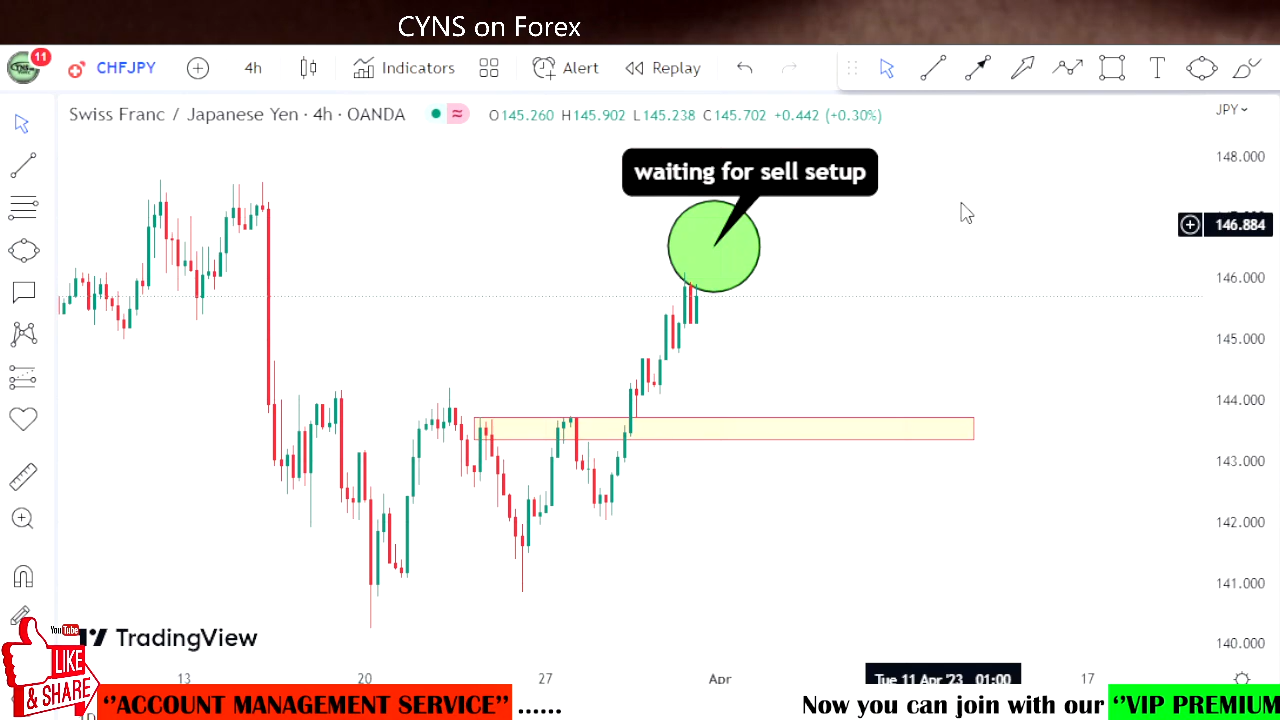 CYNS on Forex
11
CHFJPY
4h
Indicators
Alert
Replay
Swiss Franc / Japanese Yen · 4h · OANDA
O145.260 H145.902 L145.238 C145.702 +0.442 (+0.30%)
JPY
waiting for sell setup
148.000
146.884
146.000
145.000
144.000
143.000
142.000
141.000
140.000
TradingView
YouTube
LIKE
& SHARE
13
20
27
Apr
Tue 11 Apr '23 01:00
17
‘’ACCOUNT MANAGEMENT SERVICE’’ ......
Now you can join with our ‘’VIP PREMIUM